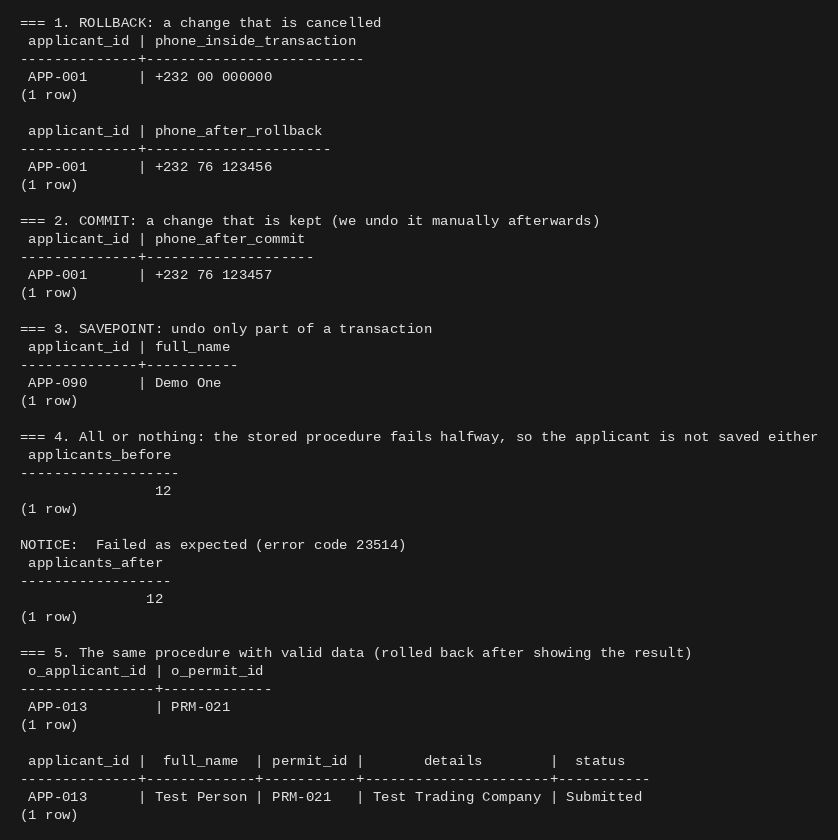 === 1. ROLLBACK: a change that is cancelled
 applicant_id | phone_inside_transaction
--------------+--------------------------
 APP-001      | +232 00 000000
(1 row)

 applicant_id | phone_after_rollback
--------------+----------------------
 APP-001      | +232 76 123456
(1 row)

=== 2. COMMIT: a change that is kept (we undo it manually afterwards)
 applicant_id | phone_after_commit
--------------+--------------------
 APP-001      | +232 76 123457
(1 row)

=== 3. SAVEPOINT: undo only part of a transaction
 applicant_id | full_name
--------------+-----------
 APP-090      | Demo One
(1 row)

=== 4. All or nothing: the stored procedure fails halfway, so the applicant is not saved either
 applicants_before
-------------------
                12
(1 row)

NOTICE:  Failed as expected (error code 23514)
 applicants_after
------------------
               12
(1 row)

=== 5. The same procedure with valid data (rolled back after showing the result)
 o_applicant_id | o_permit_id
----------------+-------------
 APP-013        | PRM-021
(1 row)

 applicant_id |  full_name  | permit_id |       details        |  status
--------------+-------------+-----------+----------------------+-----------
 APP-013      | Test Person | PRM-021   | Test Trading Company | Submitted
(1 row)